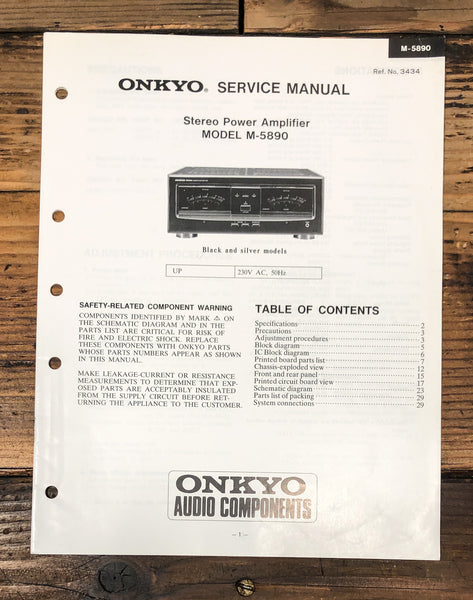 M-5890
Ref. No. 3434
ONKYO® SERVICE MANUAL
Stereo Power Amplifier
MODEL M-5890
Black and silver models
UP 230V AC, 50Hz
SAFETY-RELATED COMPONENT WARNING
COMPONENTS IDENTIFIED BY MARK ⚠ ON
THE SCHEMATIC DIAGRAM AND IN THE
PARTS LIST ARE CRITICAL FOR RISK OF
FIRE AND ELECTRIC SHOCK. REPLACE
THESE COMPONENTS WITH ONKYO PARTS
WHOSE PARTS NUMBERS APPEAR AS SHOWN
IN THIS MANUAL.
MAKE LEAKAGE-CURRENT OR RESISTANCE
MEASUREMENTS TO DETERMINE THAT EXP-
OSED PARTS ARE ACCEPTABLY INSULATED
FROM THE SUPPLY CIRCUIT BEFORE RET-
URNING THE APPLIANCE TO THE CUSTOMER.
TABLE OF CONTENTS
Specifications 2
Precautions 3
Adjustment procedures 3
Block diagram 5
IC Block diagram 6
Printed board parts list 7
Chassis-exploded view 12
Front and rear panel 15
Printed circuit board view 17
Schematic diagram 23
Parts list of packing 29
System connections 29
ONKYO
AUDIO COMPONENTS
– 1 –